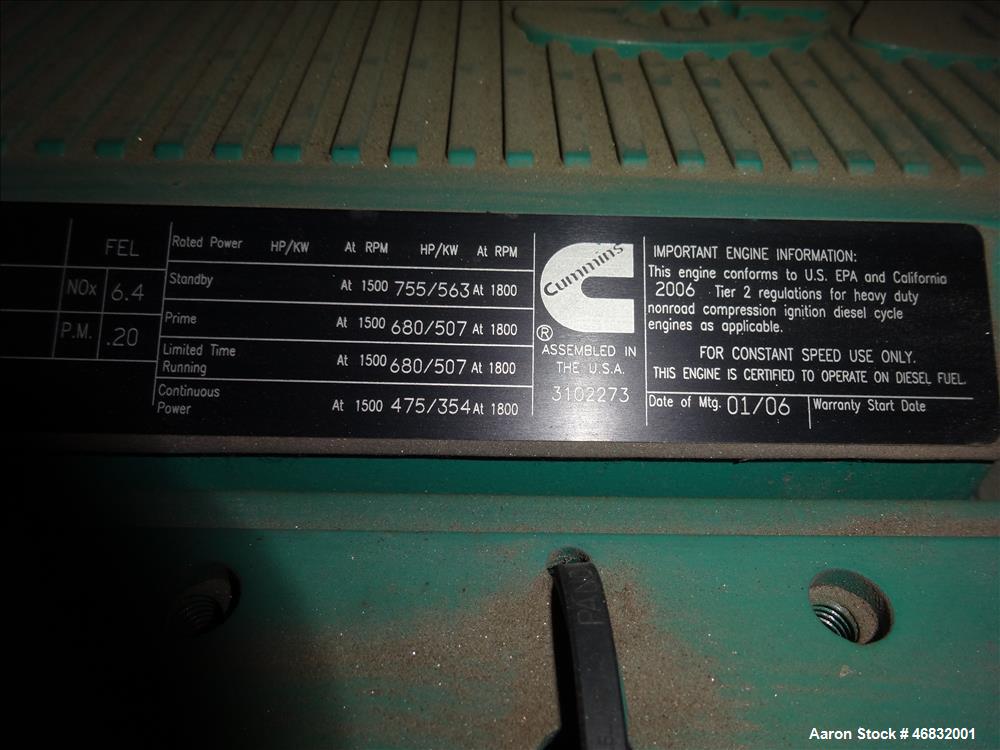 FEL
NOx 6.4
P.M. .20
Rated Power HP/KW At RPM HP/KW At RPM
Standby At 1500 755/563 At 1800
Prime At 1500 680/507 At 1800
Limited Time
Running At 1500 680/507 At 1800
Continuous
Power At 1500 475/354 At 1800
Cummins
®
ASSEMBLED IN
THE U.S.A.
3102273
IMPORTANT ENGINE INFORMATION:
This engine conforms to U.S. EPA and California
2006 Tier 2 regulations for heavy duty
nonroad compression ignition diesel cycle
engines as applicable.
FOR CONSTANT SPEED USE ONLY.
THIS ENGINE IS CERTIFIED TO OPERATE ON DIESEL FUEL.
Date of Mtg. 01/06 Warranty Start Date
Aaron Stock # 46832001